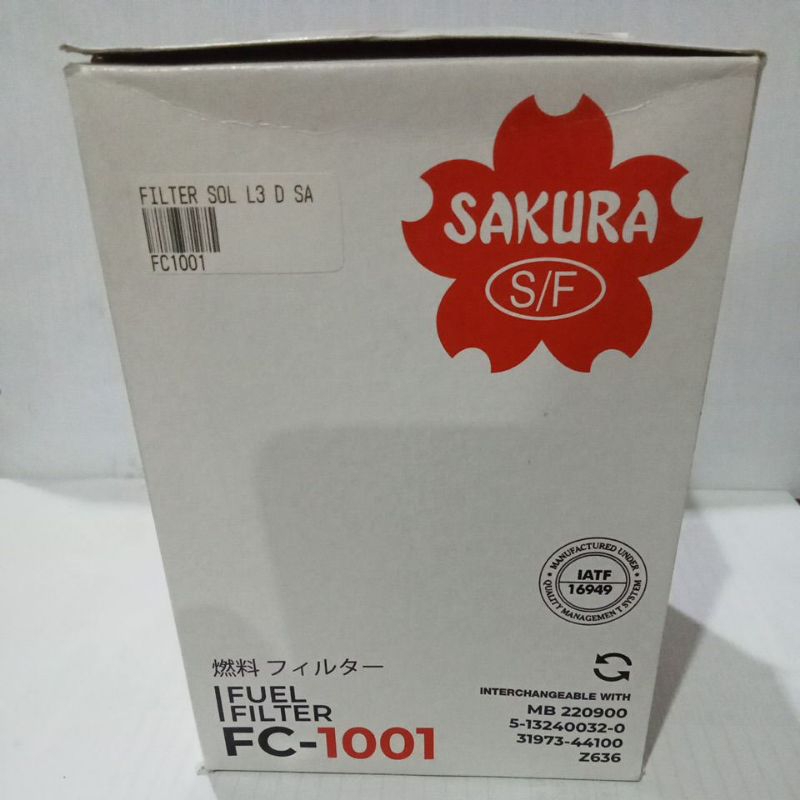 FILTER SOL L3 D SA
FC1001
SAKURA
S/F
MANUFACTURED UNDER
IATF
16949
QUALITY MANAGEMENT SYSTEM
燃料 フィルター
FUEL
FILTER
FC-1001
INTERCHANGEABLE WITH
MB 220900
5-13240032-0
31973-44100
Z636